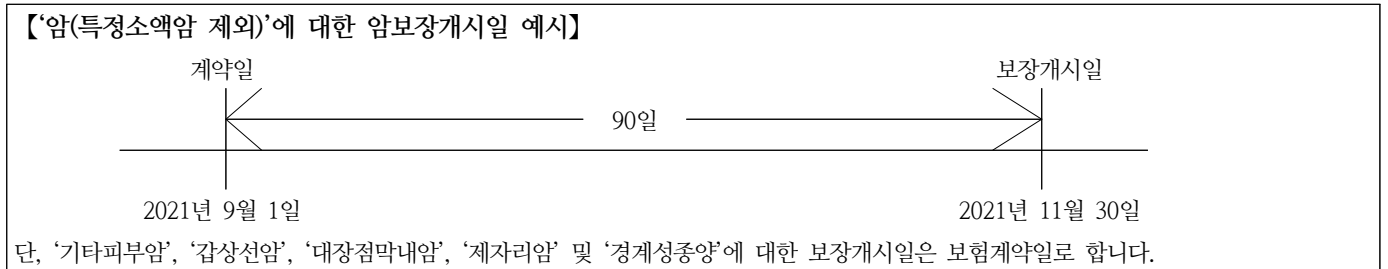 【‘암(특정소액암 제외)’에 대한 암보장개시일 예시】
계약일 보장개시일
90일
2021년 9월 1일 2021년 11월 30일
단, ‘기타피부암’, ‘갑상선암’, ‘대장점막내암’, ‘제자리암’ 및 ‘경계성종양’에 대한 보장개시일은 보험계약일로 합니다.